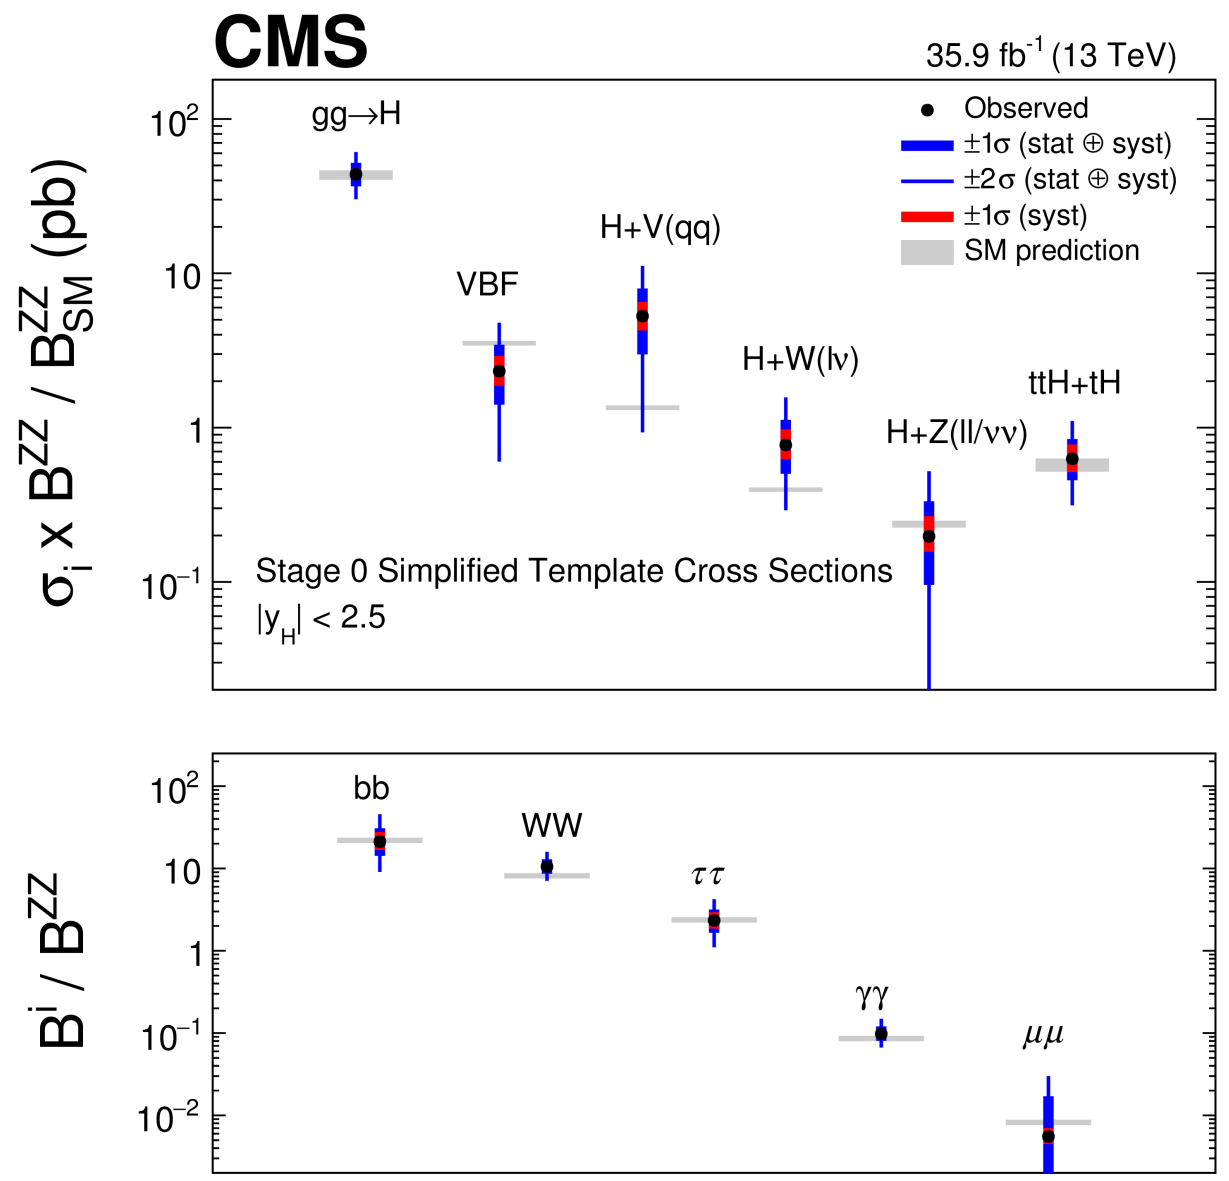 CMS
35.9 fb⁻¹ (13 TeV)
σᵢ x B^ZZ / B^ZZ_SM (pb)
10²
10
1
10⁻¹
gg→H
VBF
H+V(qq)
H+W(lν)
H+Z(ll/νν)
ttH+tH
Observed
±1σ (stat ⊕ syst)
±2σ (stat ⊕ syst)
±1σ (syst)
SM prediction
Stage 0 Simplified Template Cross Sections
|y_H| < 2.5
Bⁱ / B^ZZ
10²
10
1
10⁻¹
10⁻²
bb
WW
ττ
γγ
μμ